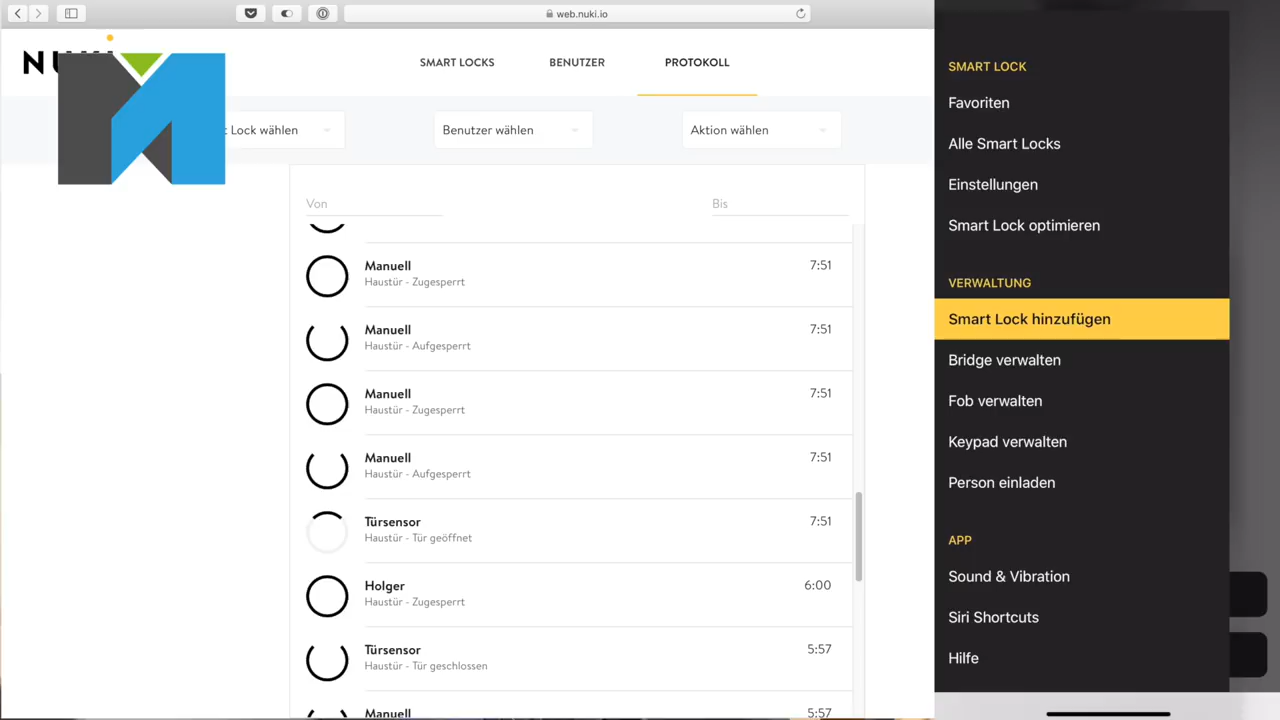 web.nuki.io
SMART LOCKS
BENUTZER
PROTOKOLL
t Lock wählen
Benutzer wählen
Aktion wählen
Von
Bis
Manuell
7:51
Haustür - Zugesperrt
Manuell
7:51
Haustür - Aufgesperrt
Manuell
7:51
Haustür - Zugesperrt
Manuell
7:51
Haustür - Aufgesperrt
Türsensor
7:51
Haustür - Tür geöffnet
Holger
6:00
Haustür - Zugesperrt
Türsensor
5:57
Haustür - Tür geschlossen
Manuell
5:57
SMART LOCK
Favoriten
Alle Smart Locks
Einstellungen
Smart Lock optimieren
VERWALTUNG
Smart Lock hinzufügen
Bridge verwalten
Fob verwalten
Keypad verwalten
Person einladen
APP
Sound & Vibration
Siri Shortcuts
Hilfe